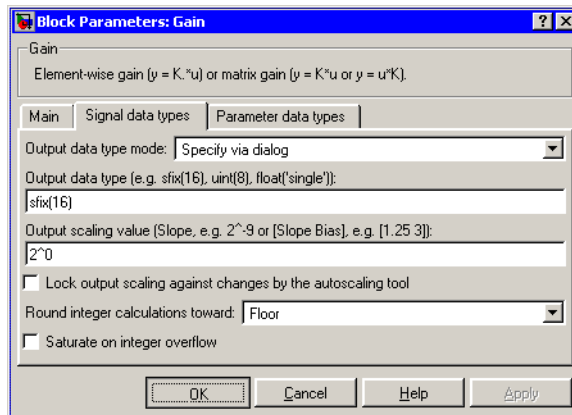 Block Parameters: Gain
Gain
Element-wise gain (y = K.*u) or matrix gain (y = K*u or y = u*K).
Main Signal data types Parameter data types
Output data type mode: Specify via dialog
Output data type (e.g. sfix(16), uint(8), float('single')):
sfix(16)
Output scaling value (Slope, e.g. 2^-9 or [Slope Bias], e.g. [1.25 3]):
2^0
Lock output scaling against changes by the autoscaling tool
Round integer calculations toward: Floor
Saturate on integer overflow
OK Cancel Help Apply